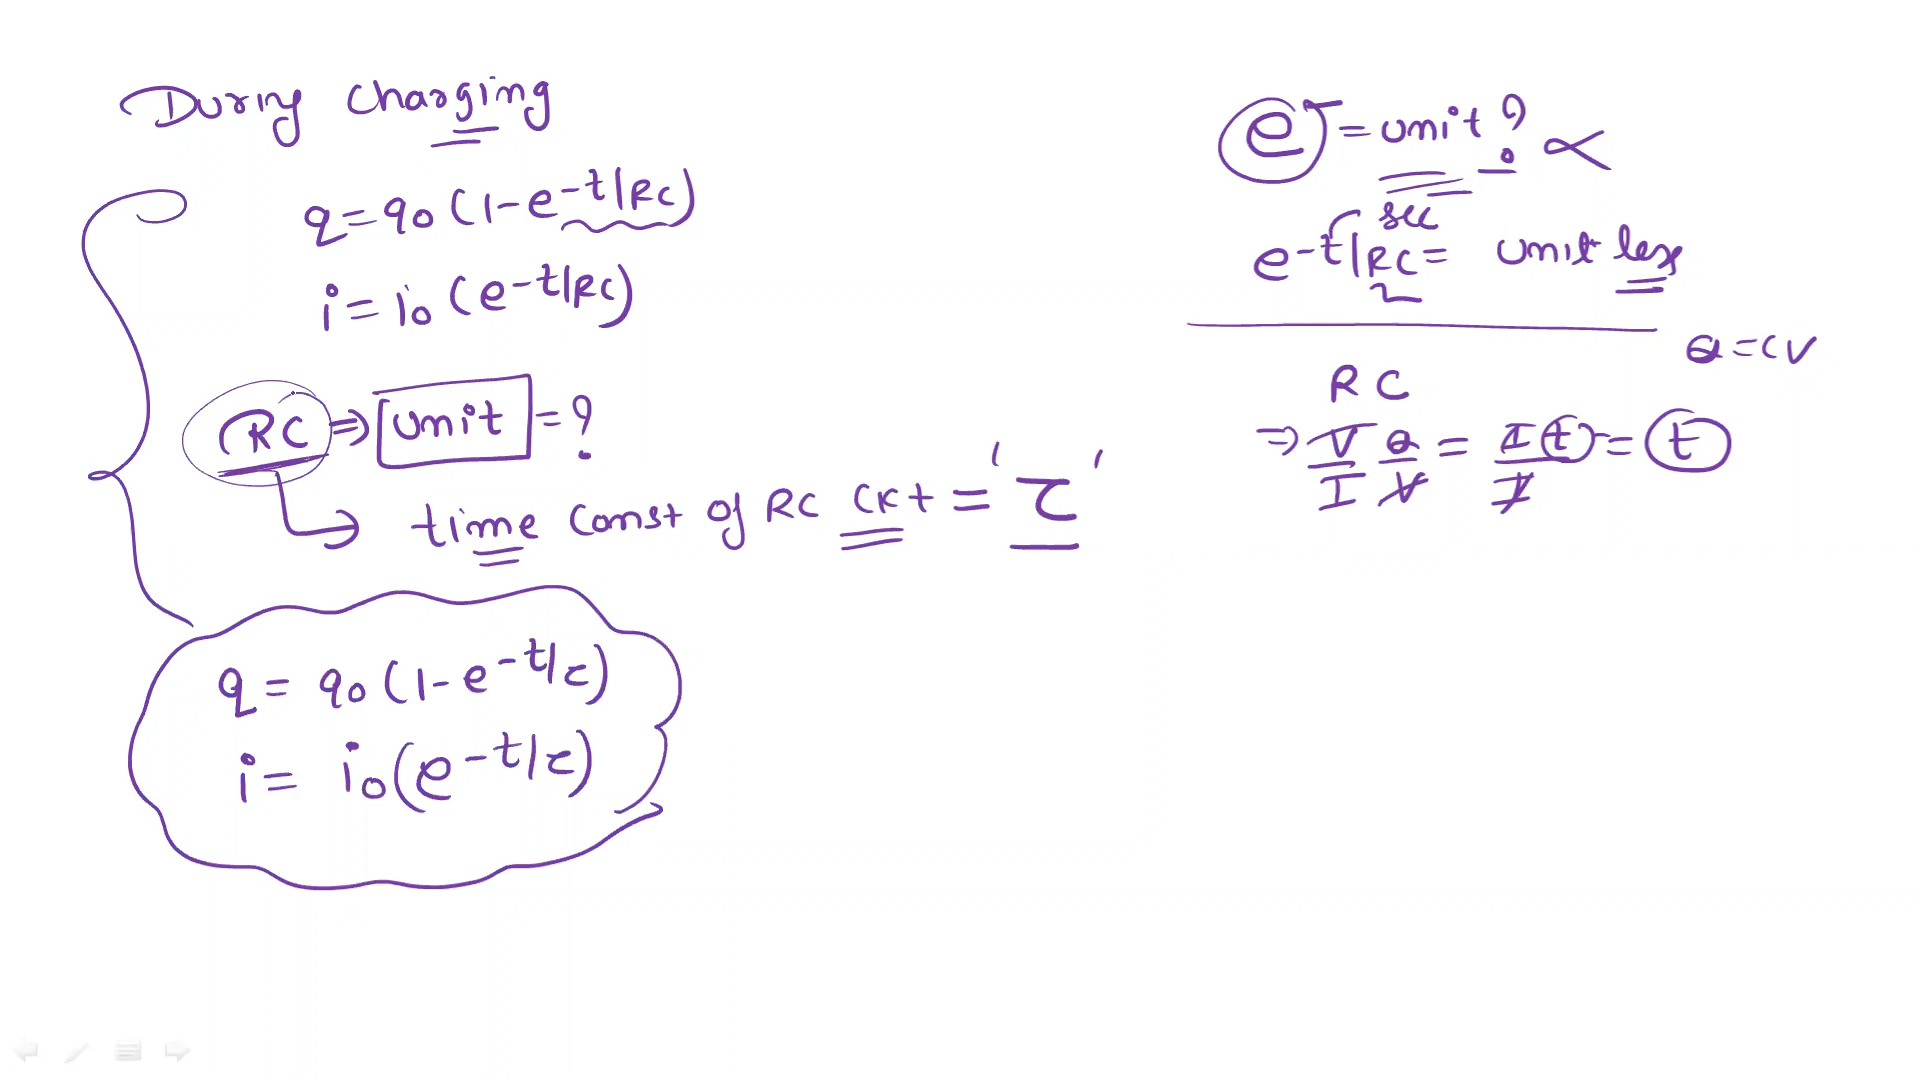 During charging
q = q0 (1 - e^-t/RC)
i = i0 (e^-t/RC)
RC ⇒ unit = ?
time const of RC ckt = 'τ'
q = q0 (1 - e^-t/τ)
i = i0 (e^-t/τ)
e = unit ?
sec
e^-t/RC = unit less
Q = CV
RC
⇒ V/I Q/V = It/I = t